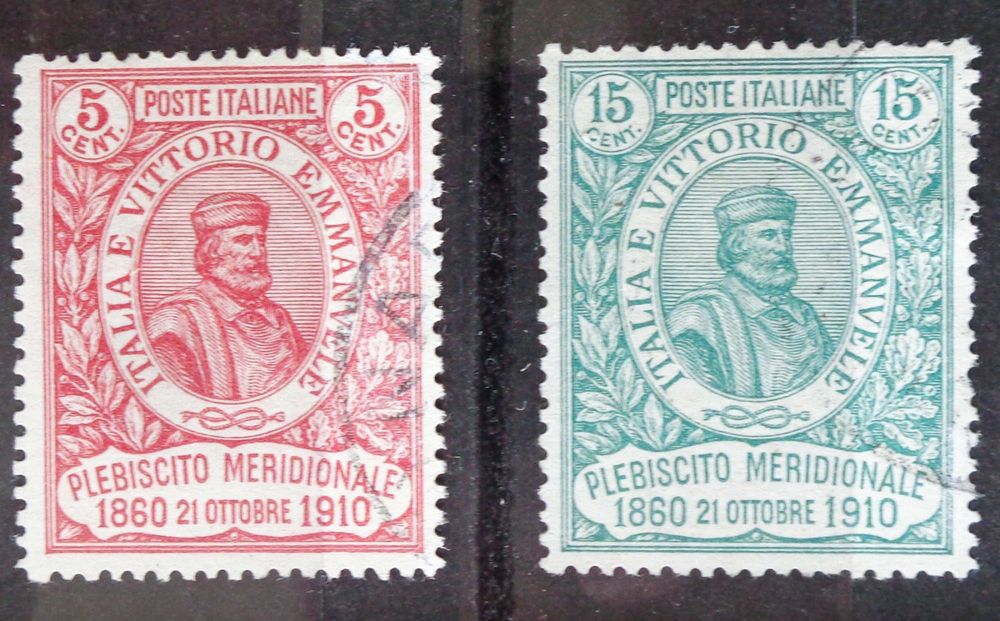 5 CENT. POSTE ITALIANE 5 CENT.
ITALIA E VITTORIO EMMANVELE
PLEBISCITO MERIDIONALE
1860 21 OTTOBRE 1910
15 CENT. POSTE ITALIANE 15 CENT.
ITALIA E VITTORIO EMMANVELE
PLEBISCITO MERIDIONALE
1860 21 OTTOBRE 1910